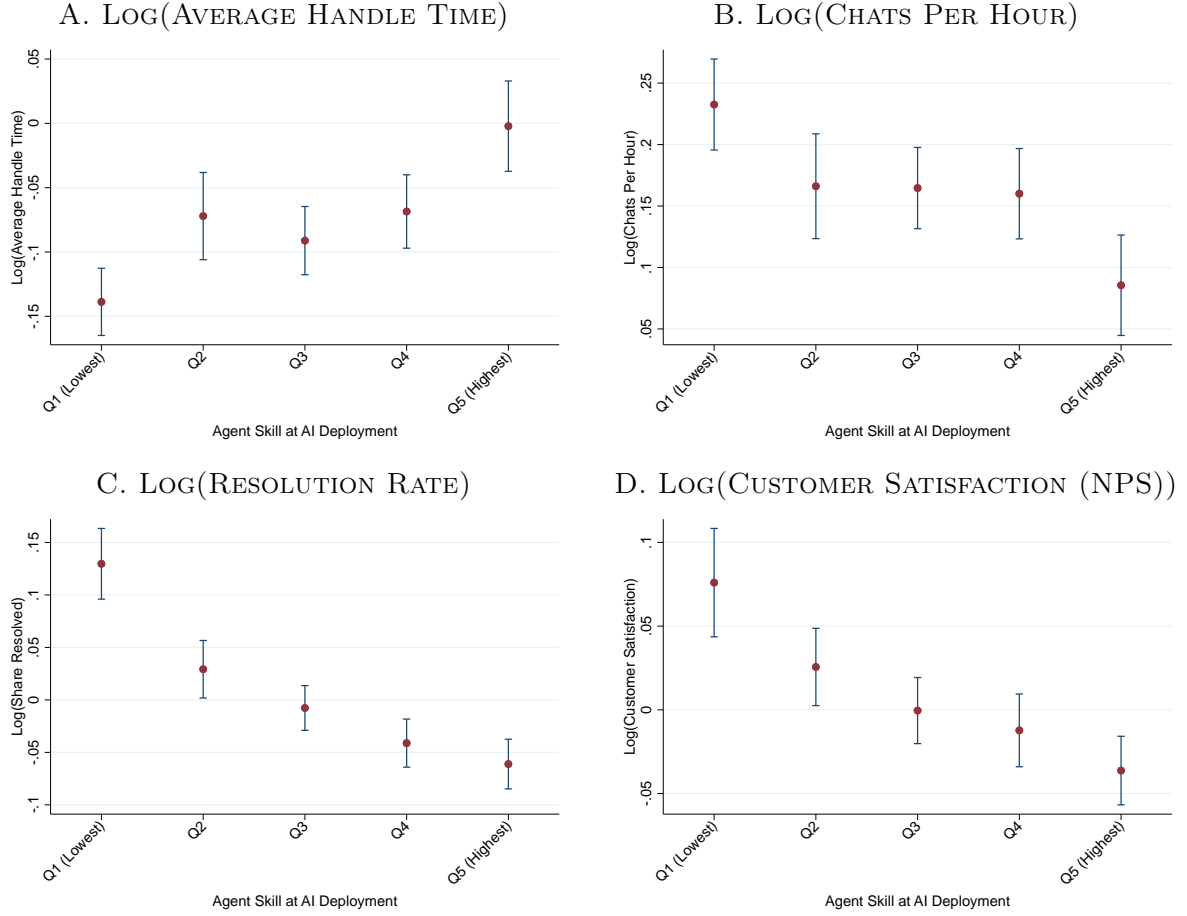 A. LOG(AVERAGE HANDLE TIME)
Log(Average Handle Time)
.05
0
-.05
-.1
-.15
Q1 (Lowest)
Q2
Q3
Q4
Q5 (Highest)
Agent Skill at AI Deployment
B. LOG(CHATS PER HOUR)
Log(Chats Per Hour)
.25
.2
.15
.1
.05
Q1 (Lowest)
Q2
Q3
Q4
Q5 (Highest)
Agent Skill at AI Deployment
C. LOG(RESOLUTION RATE)
Log(Share Resolved)
.15
.1
.05
0
-.05
-.1
Q1 (Lowest)
Q2
Q3
Q4
Q5 (Highest)
Agent Skill at AI Deployment
D. LOG(CUSTOMER SATISFACTION (NPS))
Log(Customer Satisfaction)
.1
.05
0
-.05
Q1 (Lowest)
Q2
Q3
Q4
Q5 (Highest)
Agent Skill at AI Deployment